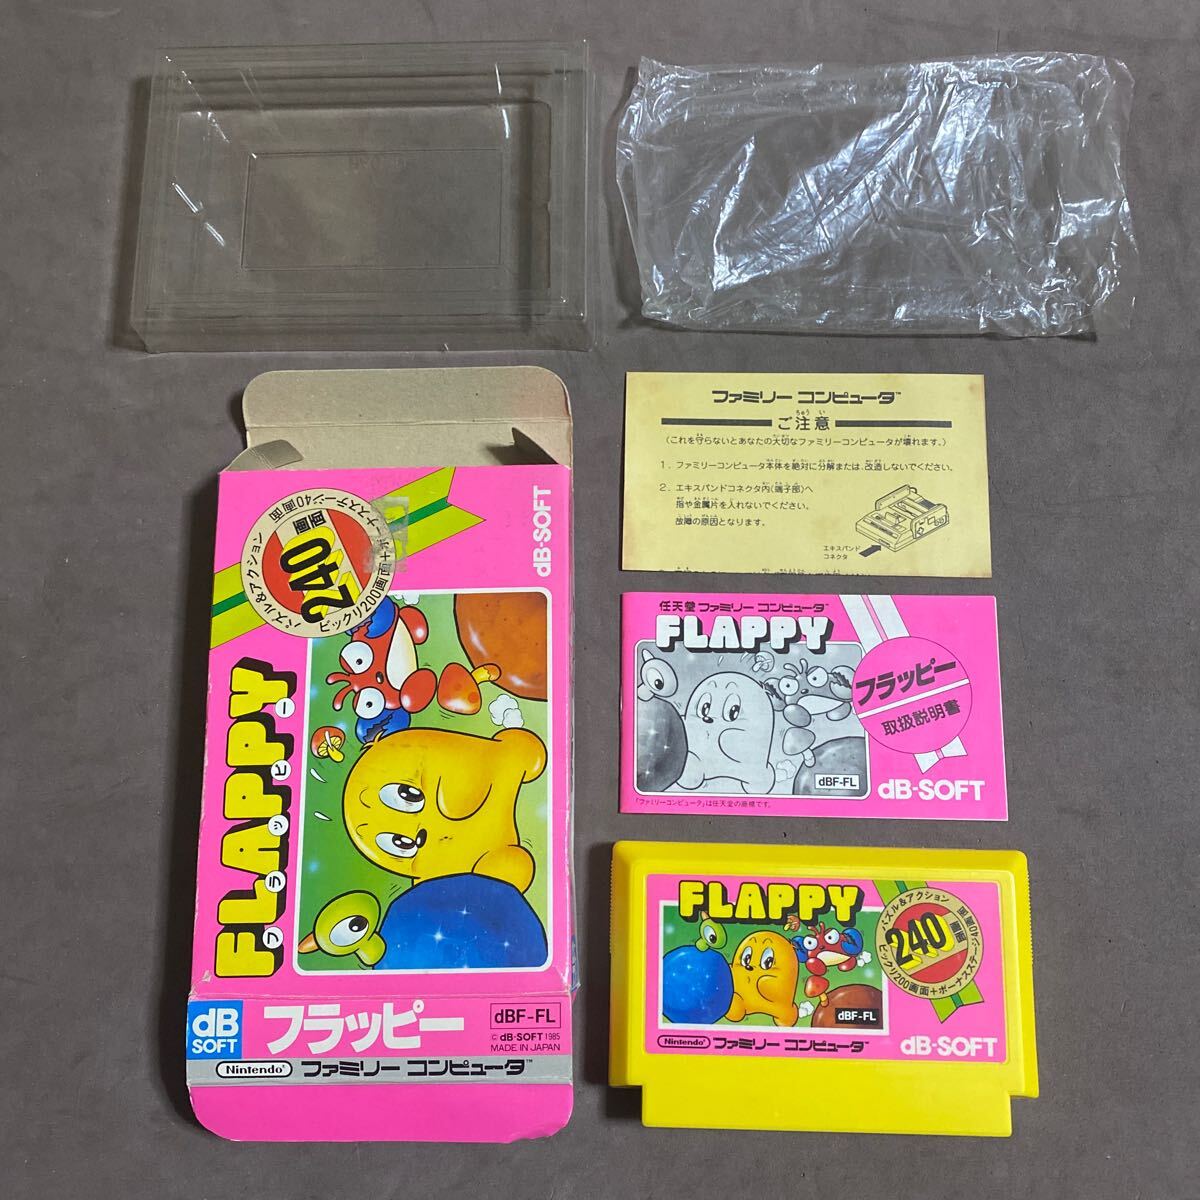 ファミリー コンピュータ™
ご注意
ちゅう い
(これを守らないとあなたの大切なファミリーコンピュータが壊れます。)
1. ファミリーコンピュータ本体を絶対に分解または、改造しないでください。
2. エキスパンドコネクタ内(端子部)へ
指や金属片を入れないでください。
故障の原因となります。
エキスパンド
コネクタ
パズル&アクション
240画面
ビックリ200画面+ボーナスステージ40画面
dB-SOFT
FLAPPY
フラッピー
dB
SOFT
フラッピー
dBF-FL
© dB-SOFT 1985
MADE IN JAPAN
Nintendo® ファミリー コンピュータ™
任天堂 ファミリー コンピュータ™
FLAPPY
フラッピー
取扱説明書
dBF-FL
dB-SOFT
「ファミリーコンピュータ」は任天堂の商標です。
FLAPPY
パズル&アクション
240画面
ビックリ200画面+ボーナスステージ40画面
dBF-FL
Nintendo® ファミリー コンピュータ™
dB-SOFT